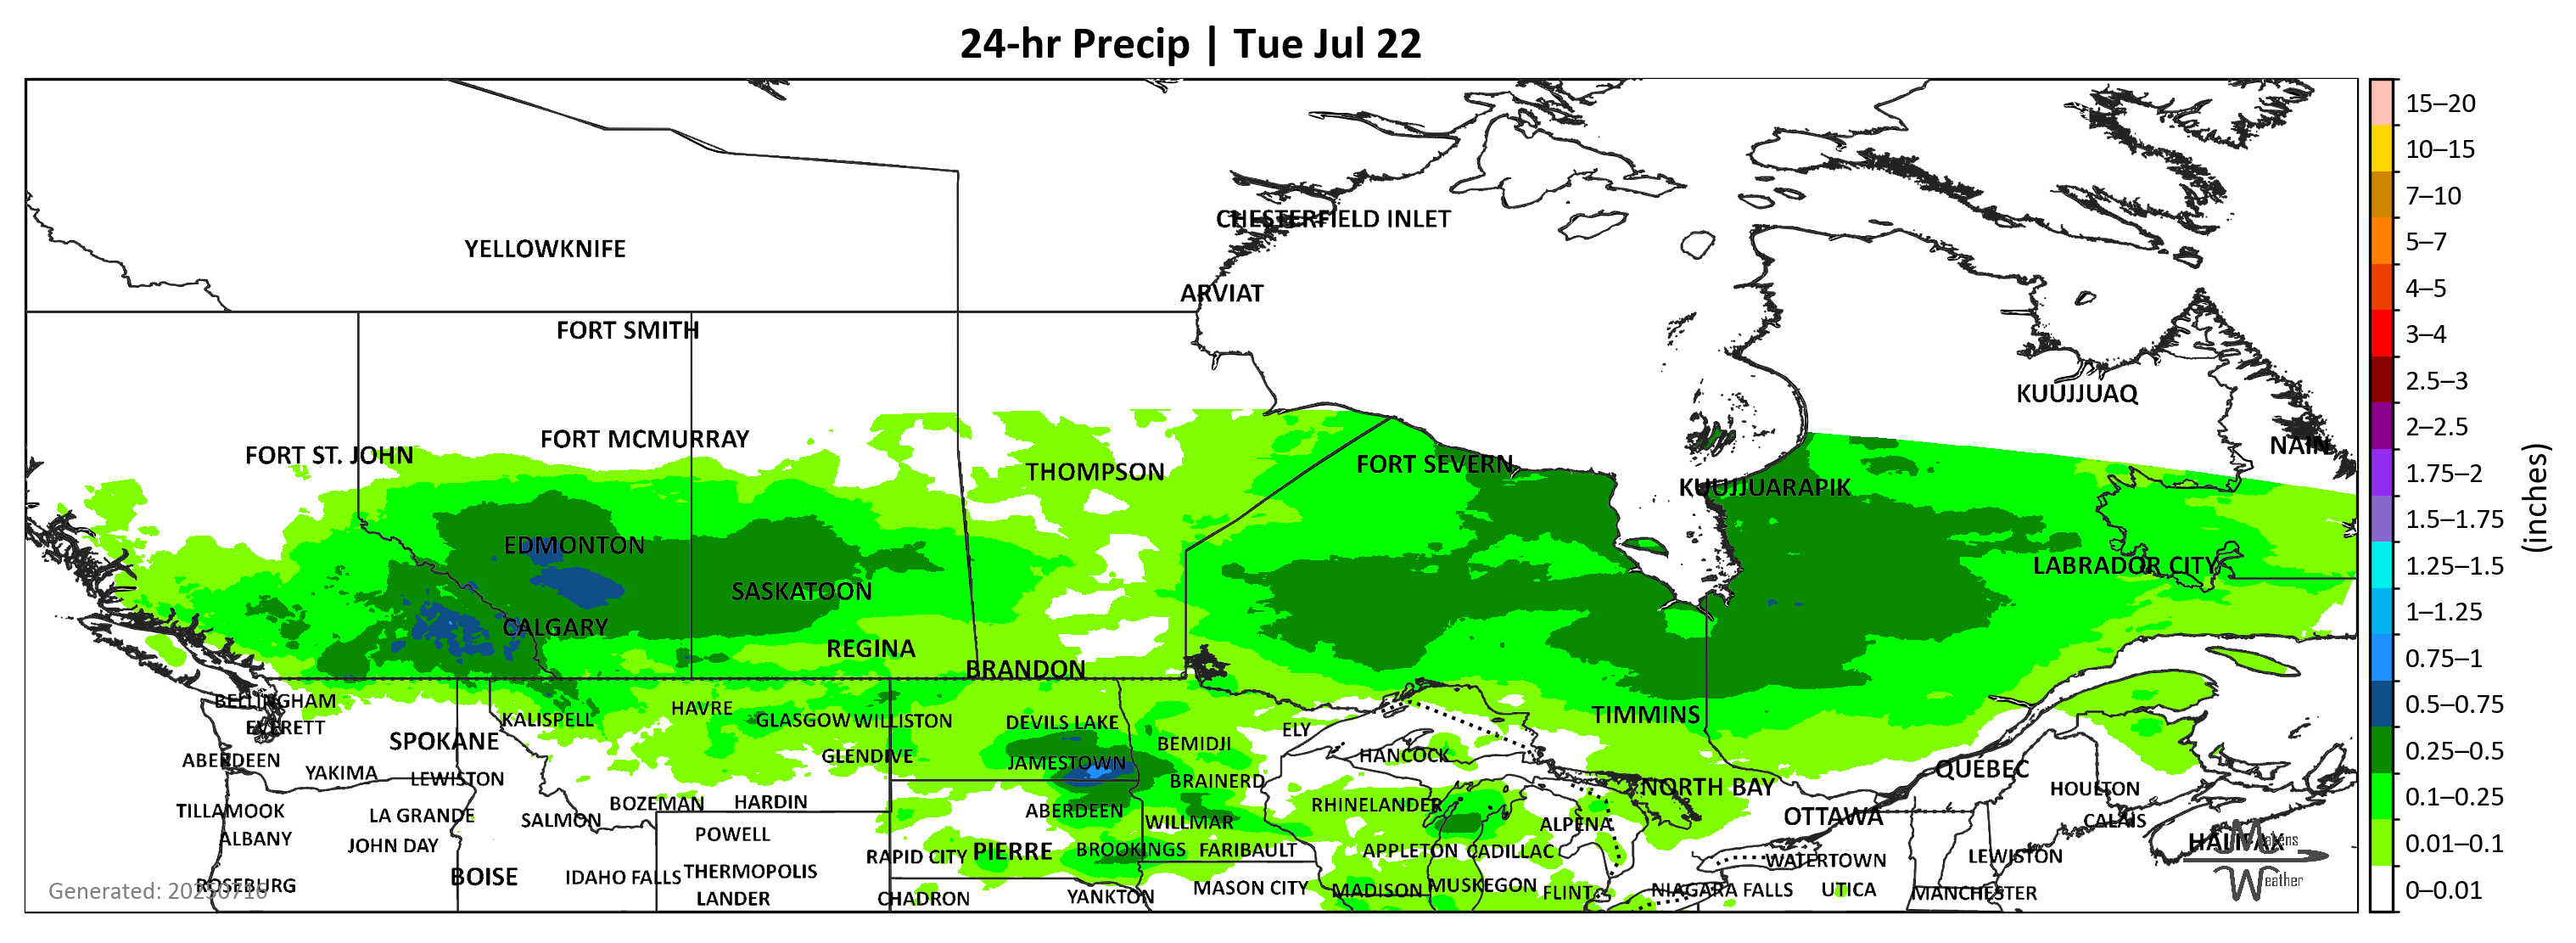 24-hr Precip | Tue Jul 22
CHESTERFIELD INLET
YELLOWKNIFE
ARVIAT
FORT SMITH
KUUJJUAQ
FORT MCMURRAY
NAIN
FORT ST. JOHN
FORT SEVERN
THOMPSON
KUUJJUARAPIK
EDMONTON
LABRADOR CITY
SASKATOON
CALGARY
REGINA
BRANDON
BELLINGHAM
HAVRE
TIMMINS
KALISPELL
GLASGOW
WILLISTON
DEVILS LAKE
EVERETT
ELY
SPOKANE
BEMIDJI
GLENDIVE
HANCOCK
ABERDEEN
JAMESTOWN
QUÉBEC
YAKIMA
LEWISTON
BRAINERD
NORTH BAY
HOULTON
BOZEMAN
HARDIN
RHINELANDER
TILLAMOOK
LA GRANDE
SALMON
ABERDEEN
WILLMAR
ALPENA
OTTAWA
CALAIS
ALBANY
JOHN DAY
POWELL
HALIFAX
Matens
Weather
RAPID CITY
PIERRE
BROOKINGS
FARIBAULT
APPLETON
CADILLAC
WATERTOWN
LEWISTON
BOISE
IDAHO FALLS
THERMOPOLIS
ROSEBURG
MASON CITY
MADISON
MUSKEGON
FLINT
NIAGARA FALLS
UTICA
MANCHESTER
LANDER
CHADRON
YANKTON
Generated: 20250716
15–20
10–15
7–10
5–7
4–5
3–4
2.5–3
2–2.5
1.75–2
1.5–1.75
1.25–1.5
1–1.25
0.75–1
0.5–0.75
0.25–0.5
0.1–0.25
0.01–0.1
0–0.01
(inches)